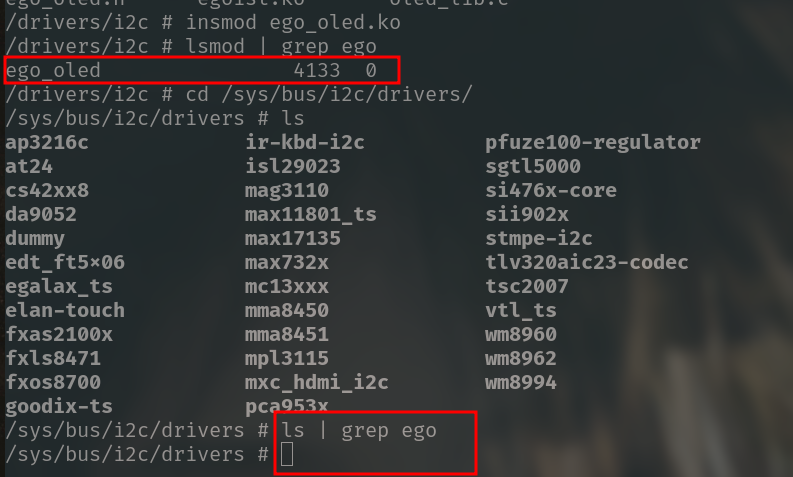 ego_oled.h egoist.ko oled_lib.c
/drivers/i2c # insmod ego_oled.ko
/drivers/i2c # lsmod | grep ego
ego_oled 4133 0
/drivers/i2c # cd /sys/bus/i2c/drivers/
/sys/bus/i2c/drivers # ls
ap3216c ir-kbd-i2c pfuze100-regulator
at24 isl29023 sgtl5000
cs42xx8 mag3110 si476x-core
da9052 max11801_ts sii902x
dummy max17135 stmpe-i2c
edt_ft5×06 max732x tlv320aic23-codec
egalax_ts mc13xxx tsc2007
elan-touch mma8450 vtl_ts
fxas2100x mma8451 wm8960
fxls8471 mpl3115 wm8962
fxos8700 mxc_hdmi_i2c wm8994
goodix-ts pca953x
/sys/bus/i2c/drivers # ls | grep ego
/sys/bus/i2c/drivers #